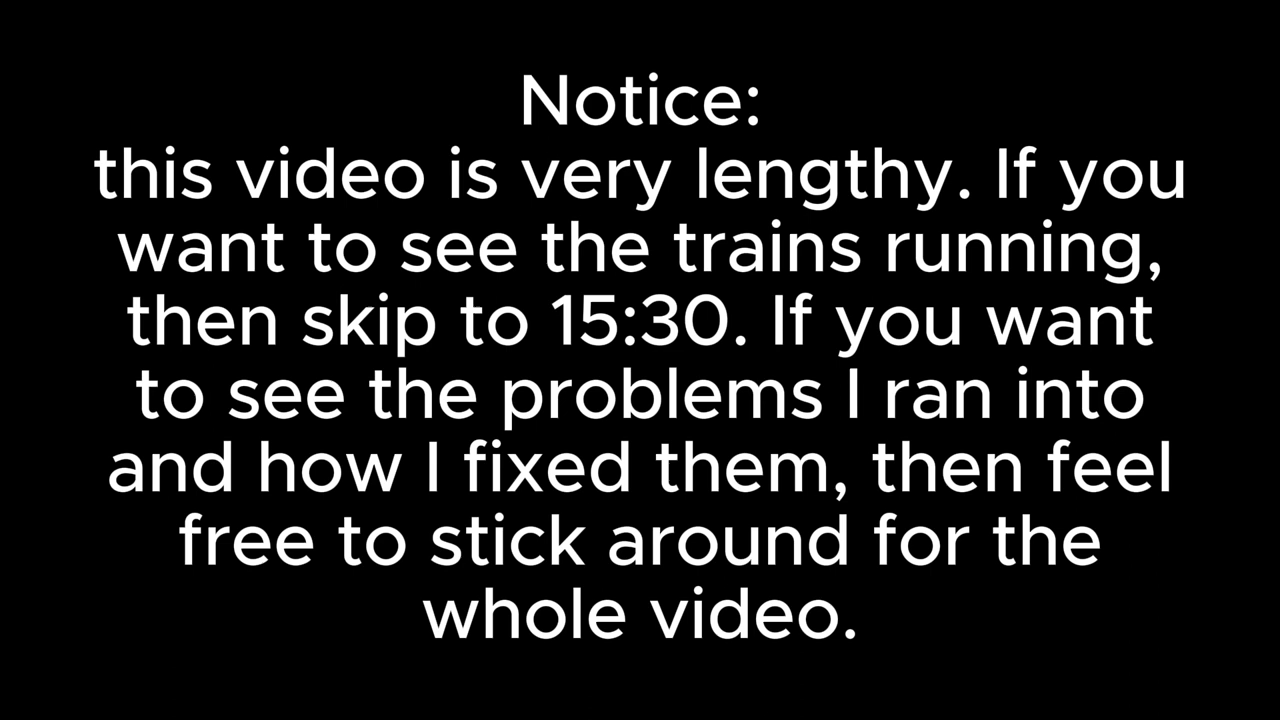 Notice:
this video is very lengthy. If you
want to see the trains running,
then skip to 15:30. If you want
to see the problems I ran into
and how I fixed them, then feel
free to stick around for the
whole video.